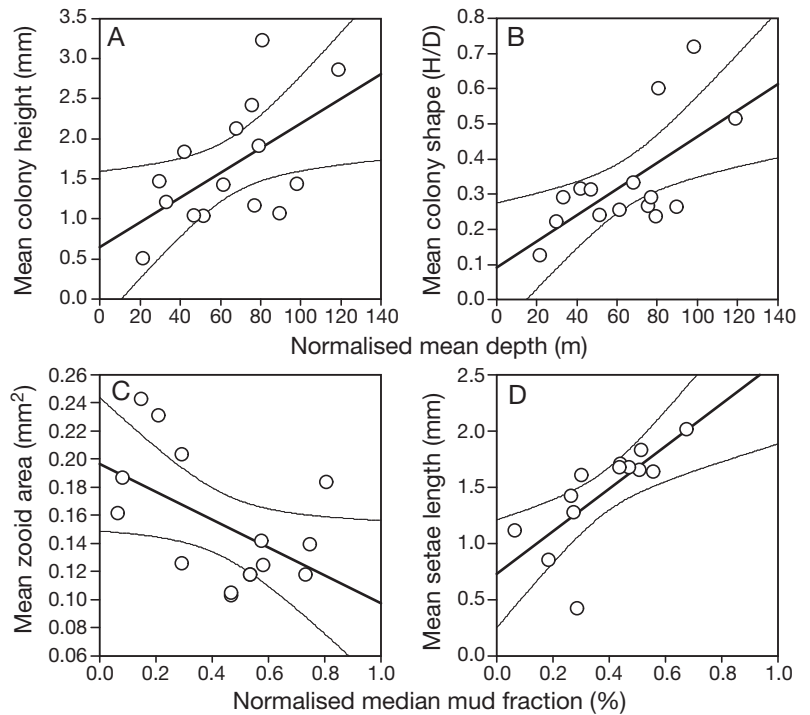 A
B
Mean colony height (mm)
3.5
3.0
2.5
2.0
1.5
1.0
0.5
0.0
0 20 40 60 80 100 120 140
Mean colony shape (H/D)
0.8
0.7
0.6
0.5
0.4
0.3
0.2
0.1
0.0
0 20 40 60 80 100 120 140
Normalised mean depth (m)
C
D
Mean zooid area (mm²)
0.26
0.24
0.22
0.20
0.18
0.16
0.14
0.12
0.10
0.08
0.06
0.0 0.2 0.4 0.6 0.8 1.0
Mean setae length (mm)
2.5
2.0
1.5
1.0
0.5
0.0
0.0 0.2 0.4 0.6 0.8 1.0
Normalised median mud fraction (%)